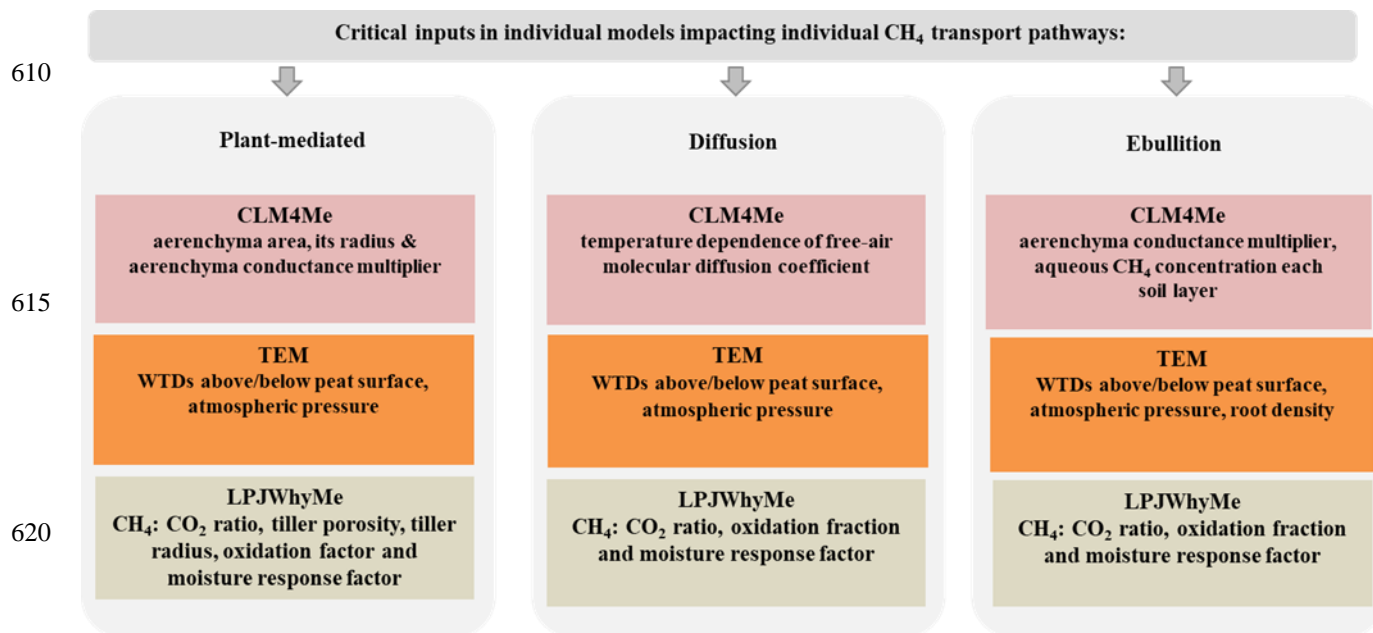 Critical inputs in individual models impacting individual CH₄ transport pathways:
610
Plant-mediated
CLM4Me
aerenchyma area, its radius &
aerenchyma conductance multiplier
TEM
WTDs above/below peat surface,
atmospheric pressure
LPJWhyMe
CH₄: CO₂ ratio, tiller porosity, tiller
radius, oxidation factor and
moisture response factor
Diffusion
CLM4Me
temperature dependence of free-air
molecular diffusion coefficient
TEM
WTDs above/below peat surface,
atmospheric pressure
LPJWhyMe
CH₄: CO₂ ratio, oxidation fraction
and moisture response factor
Ebullition
CLM4Me
aerenchyma conductance multiplier,
aqueous CH₄ concentration each
soil layer
TEM
WTDs above/below peat surface,
atmospheric pressure, root density
LPJWhyMe
CH₄: CO₂ ratio, oxidation fraction
and moisture response factor
615
620